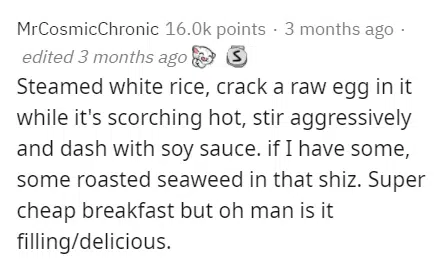 MrCosmicChronic 16.0k points · 3 months ago ·
edited 3 months ago S
Steamed white rice, crack a raw egg in it
while it's scorching hot, stir aggressively
and dash with soy sauce. if I have some,
some roasted seaweed in that shiz. Super
cheap breakfast but oh man is it
filling/delicious.